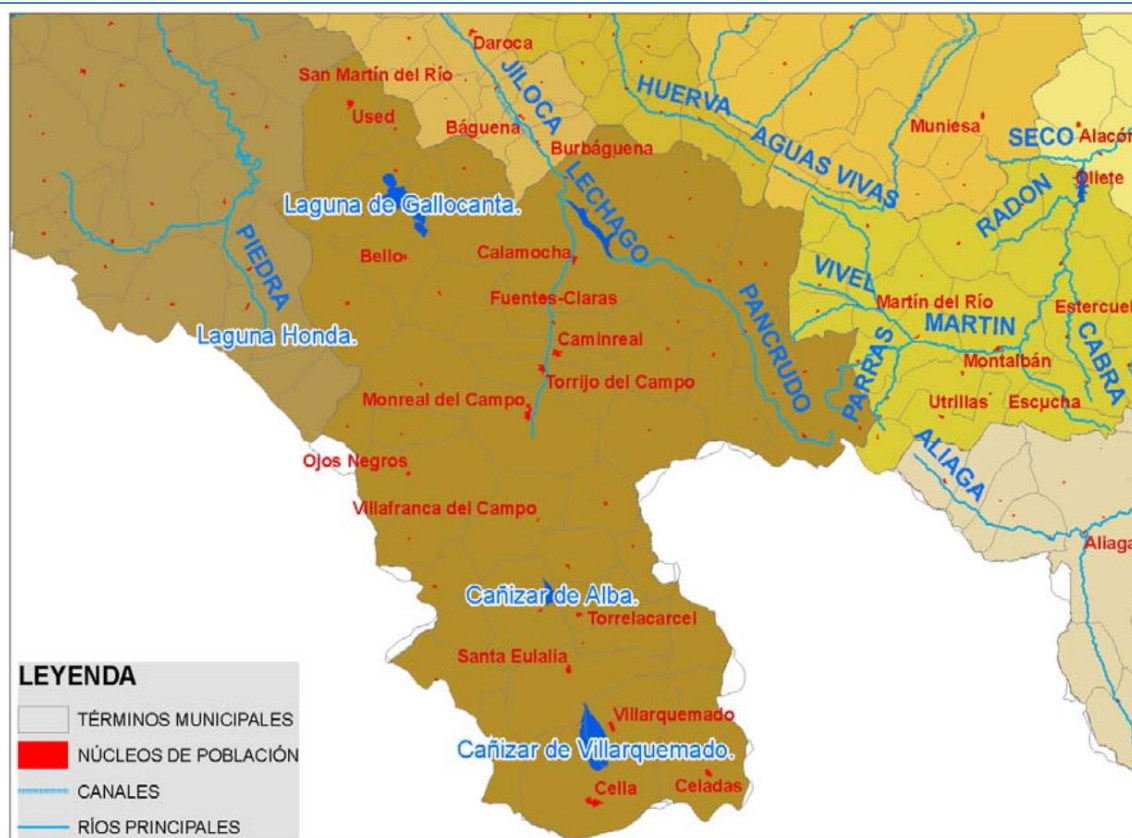 Daroca
San Martín del Río
JILOCA
Used
HUERVA
Báguena
Muniesa
SECO
Alacón
Burbáguena
AGUAS VIVAS
LECHAGO
Ollete
Laguna de Gallocanta.
RADON
PIEDRA
Bello
Calamocha
VIVEL
Fuentes-Claras
Martín del Río
Estercuel
Laguna Honda.
MARTIN
Caminreal
PANCRUDO
PARRAS
Montalbán
CABRA
Torrijo del Campo
Monreal del Campo
Utrillas
Escucha
ALIAGA
Ojos Negros
Villafranca del Campo
Aliaga
Cañizar de Alba.
Torrelacarcel
Santa Eulalia
Villarquemado
Cañizar de Villarquemado.
Cella
Celadas
LEYENDA
TÉRMINOS MUNICIPALES
NÚCLEOS DE POBLACIÓN
CANALES
RÍOS PRINCIPALES